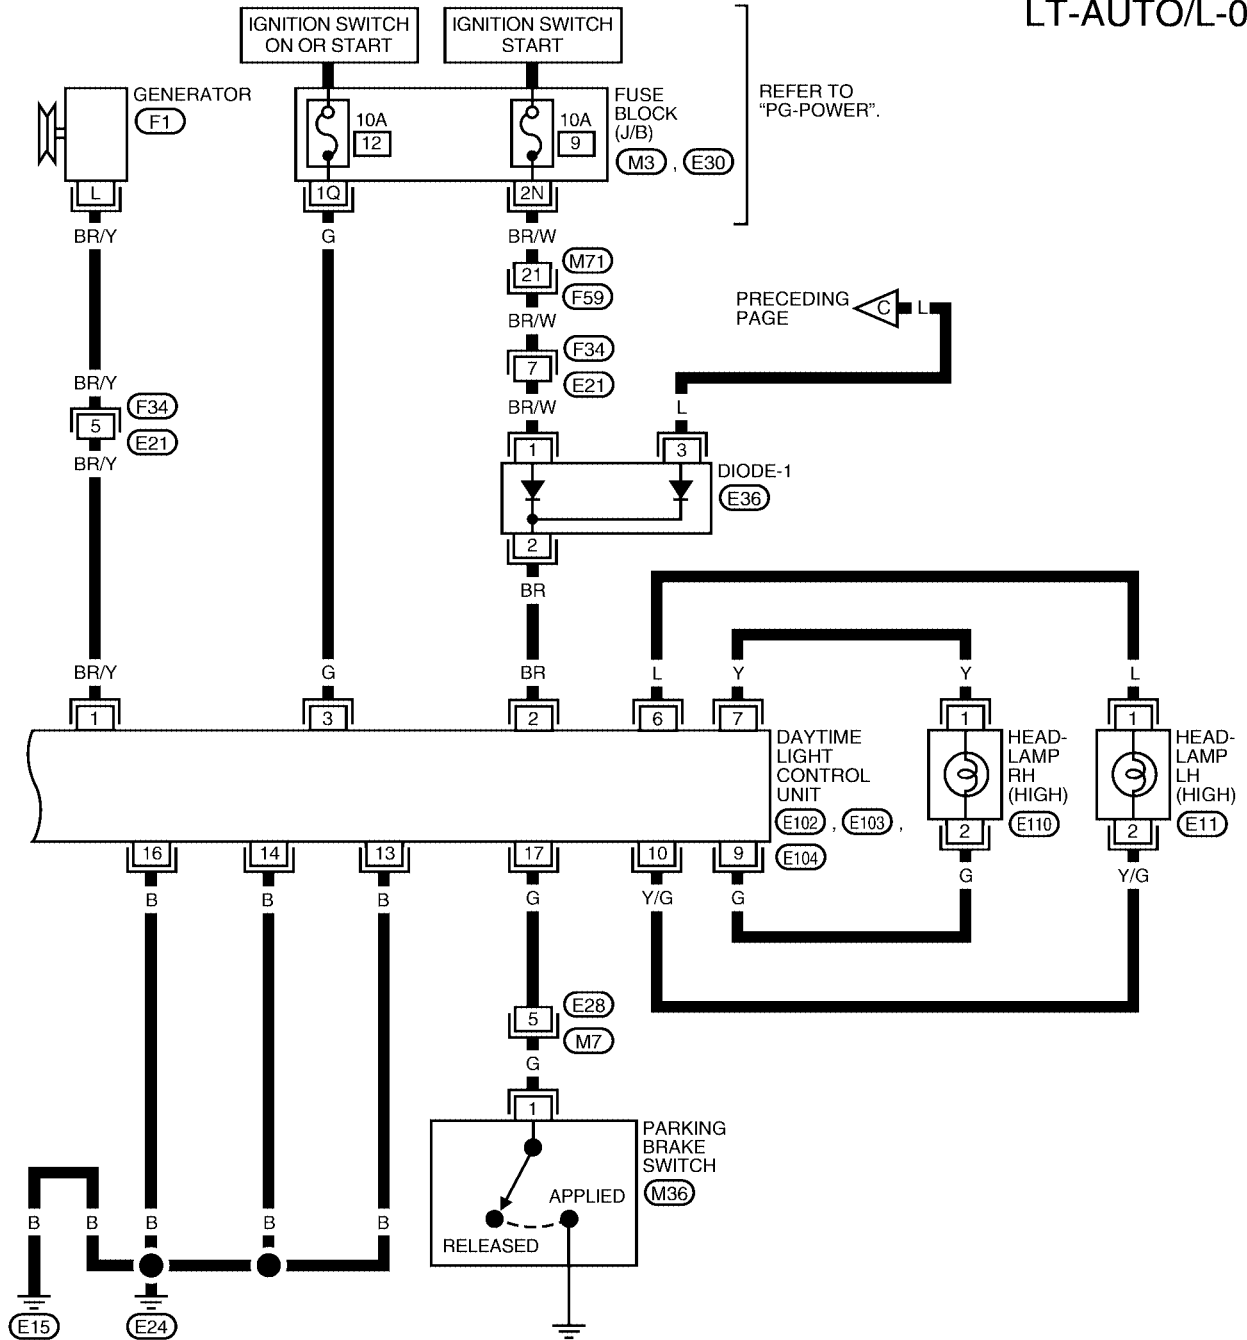 LT-AUTO/L-0
IGNITION SWITCH
ON OR START
IGNITION SWITCH
START
GENERATOR
F1
10A
12
10A
9
FUSE
BLOCK
(J/B)
M3 , E30
REFER TO
“PG-POWER”.
L
1Q
2N
BR/Y
G
BR/W
21
M71
F59
BR/W
PRECEDING
PAGE
C
L
7
F34
E21
BR/W
L
BR/Y
5
F34
E21
BR/Y
1
3
DIODE-1
E36
2
BR
BR/Y
G
BR
L
Y
Y
L
1
3
2
6
7
1
1
DAYTIME
LIGHT
CONTROL
UNIT
E102 , E103 ,
E104
HEAD-
LAMP
RH
(HIGH)
E110
HEAD-
LAMP
LH
(HIGH)
E11
2
2
16
14
13
17
10
9
G
Y/G
B
B
B
G
Y/G
G
5
E28
M7
G
1
PARKING
BRAKE
SWITCH
M36
APPLIED
RELEASED
B
B
B
B
B
E15
E24